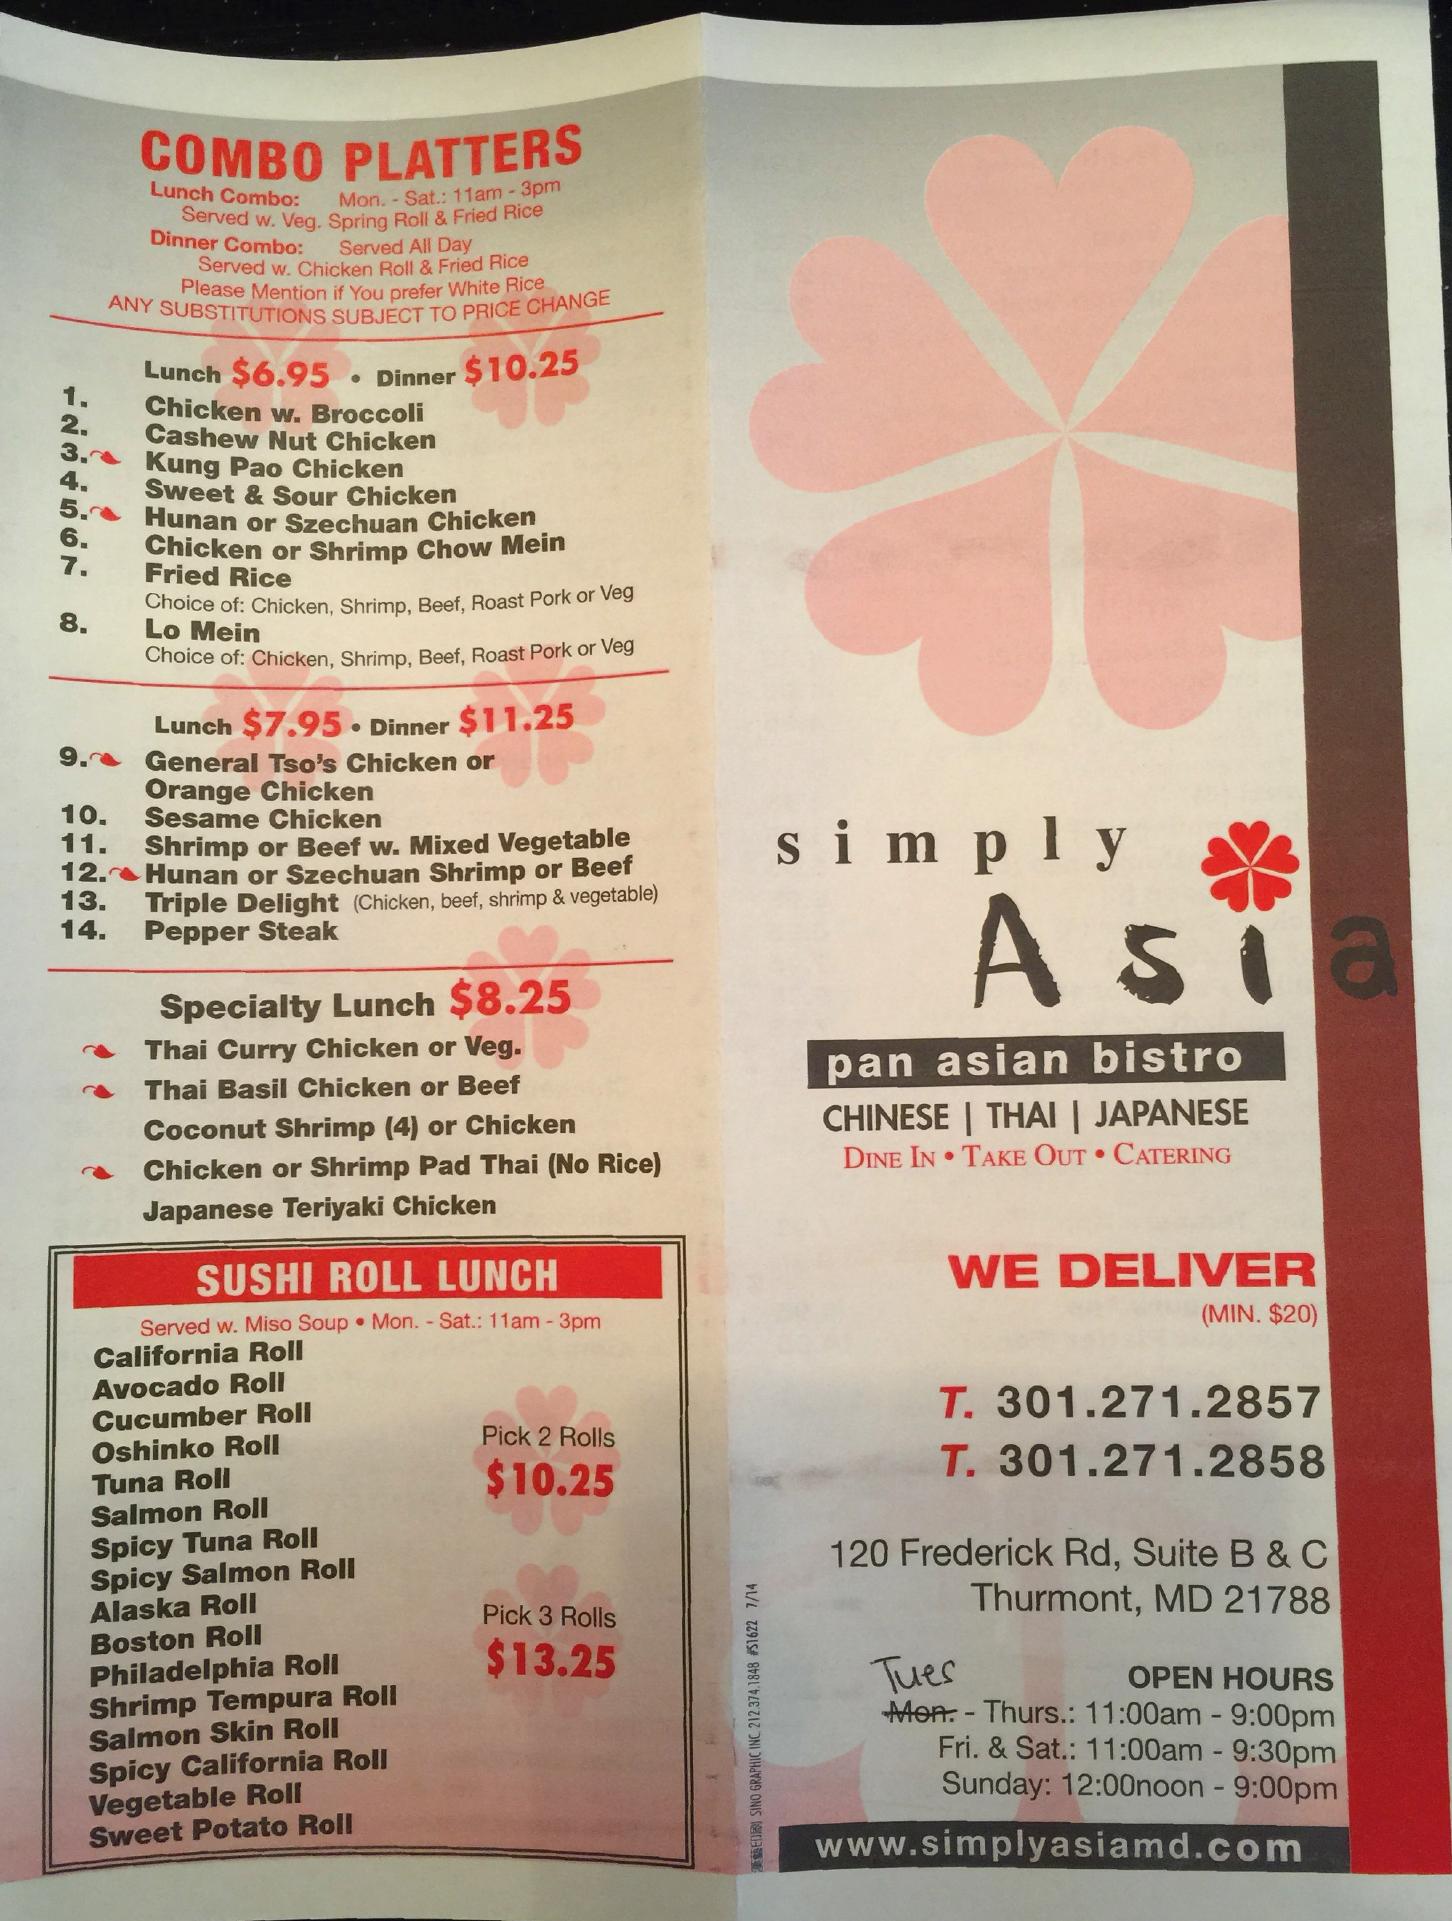 COMBO PLATTERS
Lunch Combo: Mon. - Sat.: 11am - 3pm
Served w. Veg. Spring Roll & Fried Rice
Dinner Combo: Served All Day
Served w. Chicken Roll & Fried Rice
Please Mention if You prefer White Rice
ANY SUBSTITUTIONS SUBJECT TO PRICE CHANGE
Lunch $6.95 • Dinner $10.25
1. Chicken w. Broccoli
2. Cashew Nut Chicken
3. Kung Pao Chicken
4. Sweet & Sour Chicken
5. Hunan or Szechuan Chicken
6. Chicken or Shrimp Chow Mein
7. Fried Rice
Choice of: Chicken, Shrimp, Beef, Roast Pork or Veg
8. Lo Mein
Choice of: Chicken, Shrimp, Beef, Roast Pork or Veg
Lunch $7.95 • Dinner $11.25
9. General Tso's Chicken or
Orange Chicken
10. Sesame Chicken
11. Shrimp or Beef w. Mixed Vegetable
12. Hunan or Szechuan Shrimp or Beef
13. Triple Delight (Chicken, beef, shrimp & vegetable)
14. Pepper Steak
Specialty Lunch $8.25
Thai Curry Chicken or Veg.
Thai Basil Chicken or Beef
Coconut Shrimp (4) or Chicken
Chicken or Shrimp Pad Thai (No Rice)
Japanese Teriyaki Chicken
SUSHI ROLL LUNCH
Served w. Miso Soup • Mon. - Sat.: 11am - 3pm
California Roll
Avocado Roll
Cucumber Roll
Oshinko Roll
Tuna Roll
Salmon Roll
Spicy Tuna Roll
Spicy Salmon Roll
Alaska Roll
Boston Roll
Philadelphia Roll
Shrimp Tempura Roll
Salmon Skin Roll
Spicy California Roll
Vegetable Roll
Sweet Potato Roll
Pick 2 Rolls
$10.25
Pick 3 Rolls
$13.25
simply
Asia
pan asian bistro
CHINESE | THAI | JAPANESE
DINE IN • TAKE OUT • CATERING
WE DELIVER
(MIN. $20)
T. 301.271.2857
T. 301.271.2858
120 Frederick Rd, Suite B & C
Thurmont, MD 21788
OPEN HOURS
Tues
Mon. - Thurs.: 11:00am - 9:00pm
Fri. & Sat.: 11:00am - 9:30pm
Sunday: 12:00noon - 9:00pm
www.simplyasiamd.com
SINO GRAPHIC INC. 212.374.1848 #51622 7/14